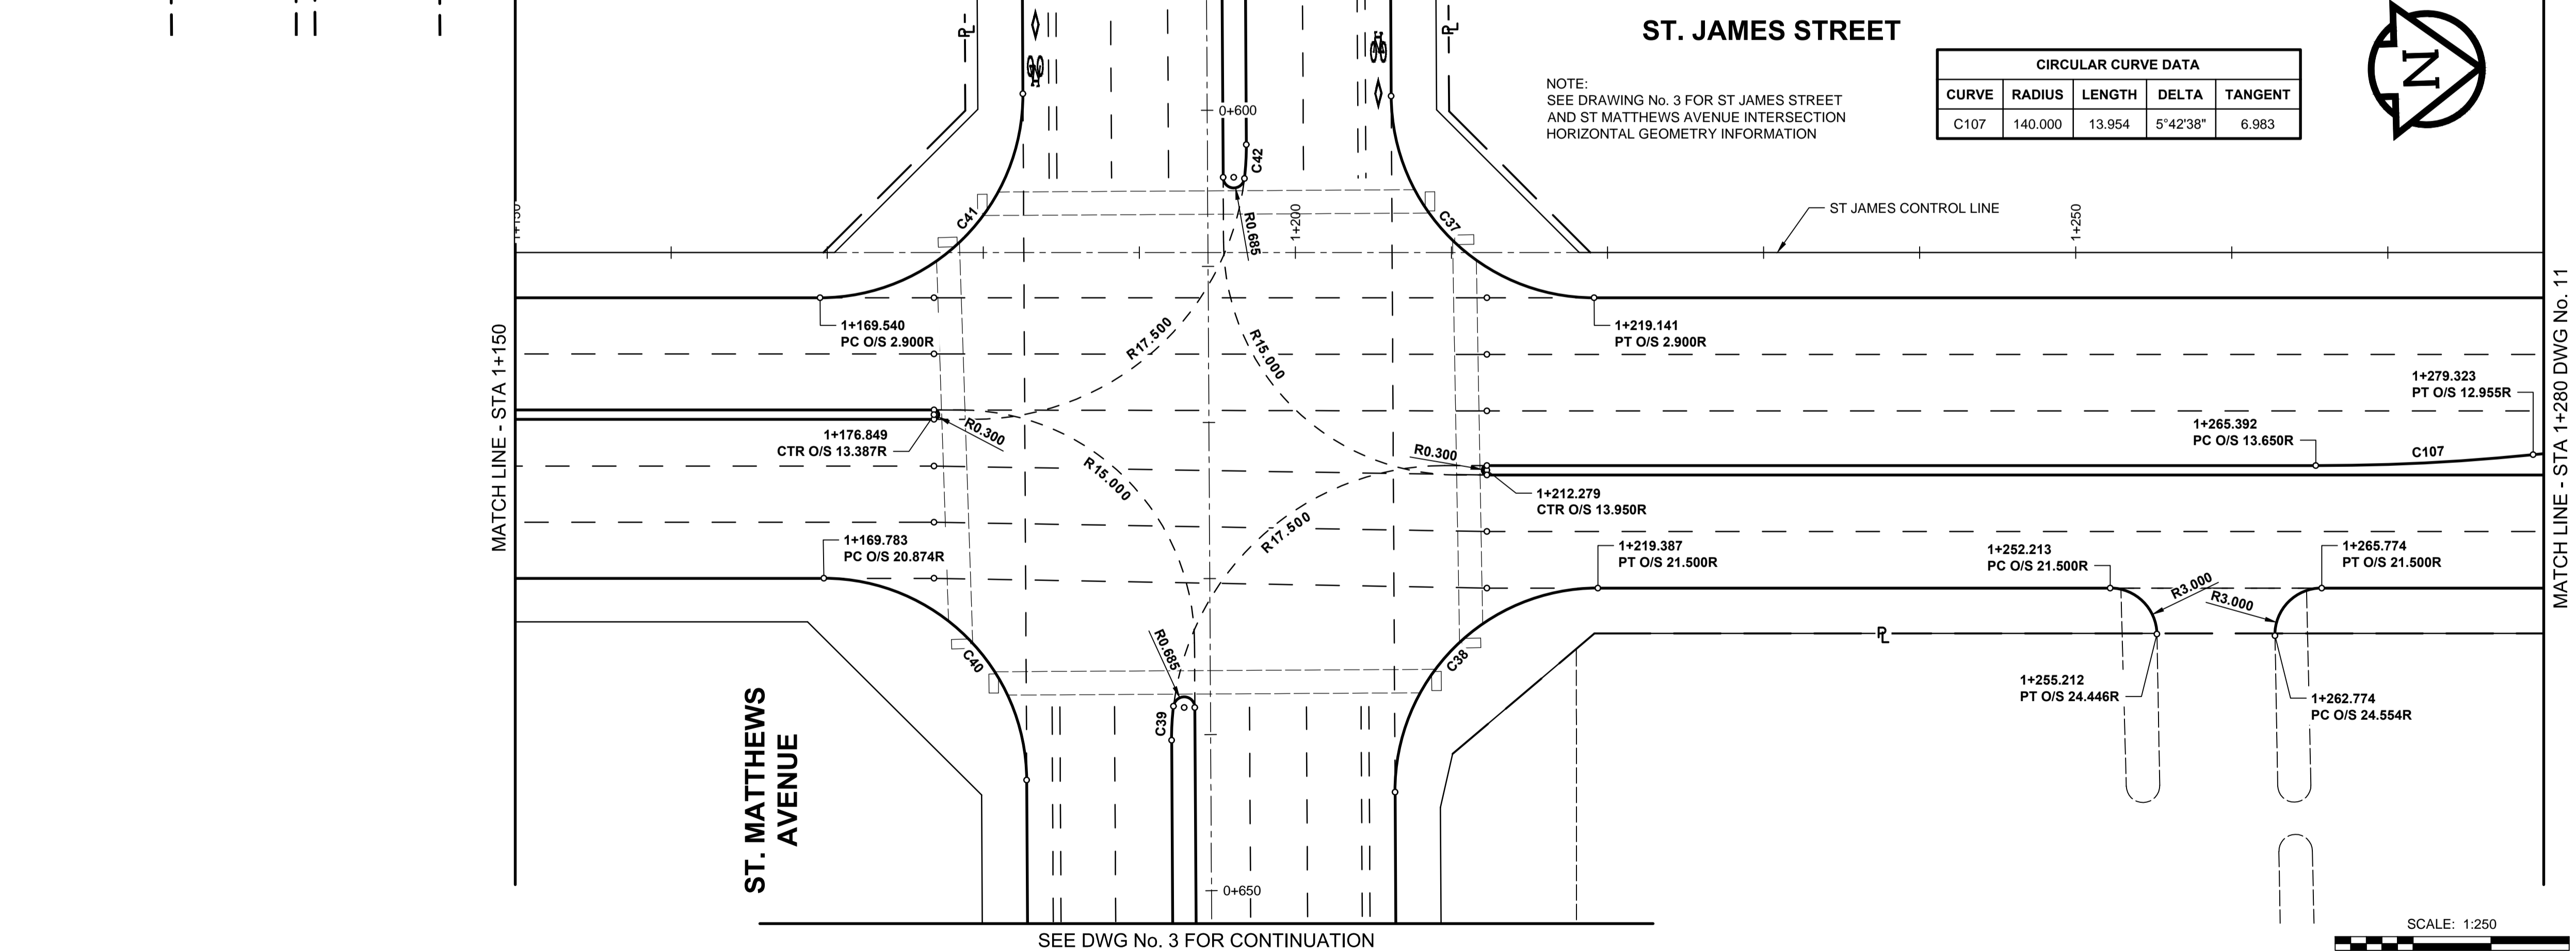 ST. JAMES STREET
NOTE:
SEE DRAWING No. 3 FOR ST JAMES STREET
AND ST MATTHEWS AVENUE INTERSECTION
HORIZONTAL GEOMETRY INFORMATION
CIRCULAR CURVE DATA
CURVE RADIUS LENGTH DELTA TANGENT
C107 140.000 13.954 5°42'38" 6.983
N
PL
PL
0+600
C42
C41
C37
R0.685
1+150
1+200
1+250
ST JAMES CONTROL LINE
MATCH LINE - STA 1+150
MATCH LINE - STA 1+280 DWG No. 11
1+169.540
PC O/S 2.900R
1+219.141
PT O/S 2.900R
R17.500
R15.000
1+279.323
PT O/S 12.955R
1+265.392
PC O/S 13.650R
C107
1+176.849
CTR O/S 13.387R
R0.300
R0.300
R15.000
R17.500
1+212.279
CTR O/S 13.950R
1+169.783
PC O/S 20.874R
1+219.387
PT O/S 21.500R
1+252.213
PC O/S 21.500R
1+265.774
PT O/S 21.500R
R3.000
R3.000
PL
R0.685
C40
C38
C39
1+255.212
PT O/S 24.446R
1+262.774
PC O/S 24.554R
ST. MATTHEWS
AVENUE
0+650
SEE DWG No. 3 FOR CONTINUATION
SCALE: 1:250